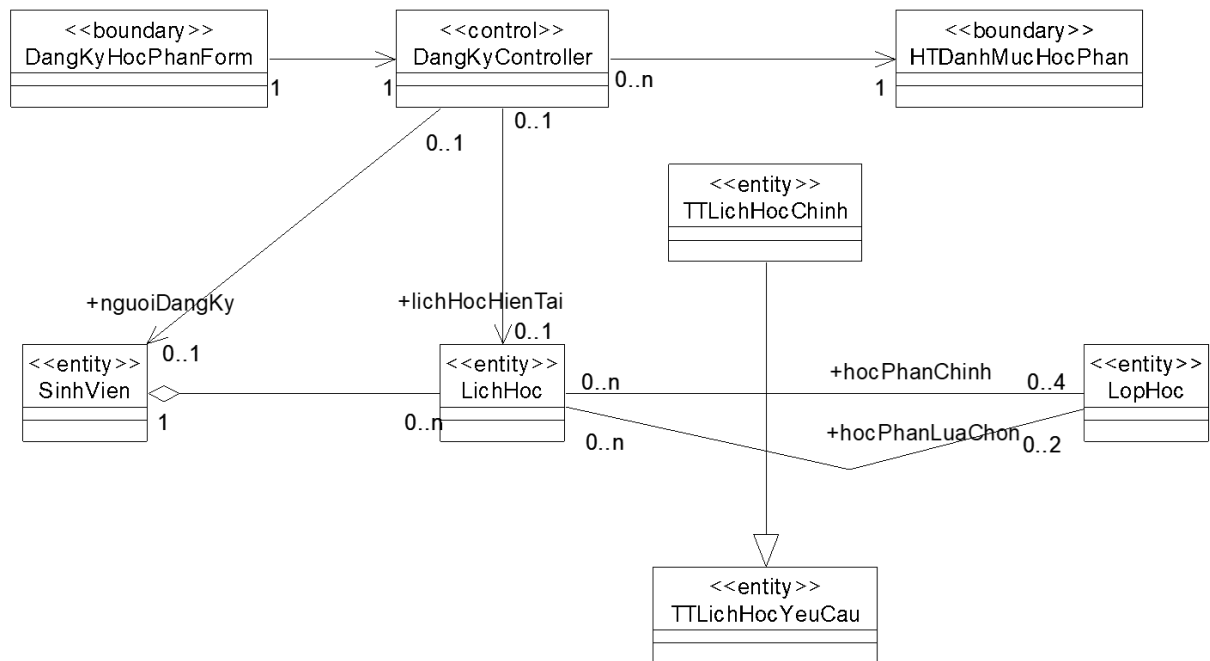 <<boundary>>
DangKyHocPhanForm
<<control>>
DangKyController
<<boundary>>
HTDanhMucHocPhan
1
1
0..n
1
0..1
0..1
<<entity>>
TTLichHocChinh
+nguoiDangKy
+lichHocHienTai
0..1
0..1
<<entity>>
SinhVien
<<entity>>
LichHoc
<<entity>>
LopHoc
1
0..n
0..n
+hocPhanChinh
0..4
0..n
+hocPhanLuaChon
0..2
<<entity>>
TTLichHocYeuCau